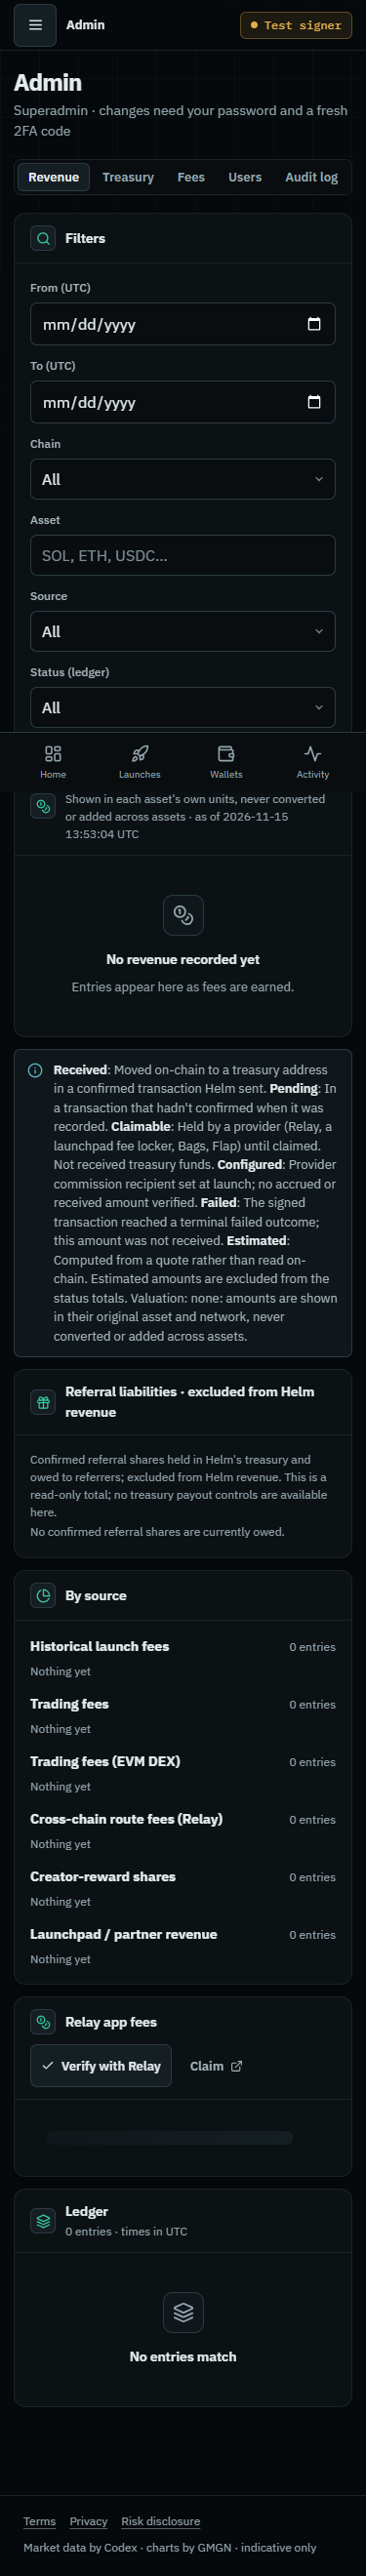 Admin
Test signer
Admin
Superadmin · changes need your password and a fresh
2FA code
Revenue
Treasury
Fees
Users
Audit log
Filters
From (UTC)
mm/dd/yyyy
To (UTC)
mm/dd/yyyy
Chain
All
Asset
SOL, ETH, USDC...
Source
All
Status (ledger)
All
Home
Launches
Wallets
Activity
Shown in each asset's own units, never converted
or added across assets · as of 2026-11-15
13:53:04 UTC
No revenue recorded yet
Entries appear here as fees are earned.
Received: Moved on-chain to a treasury address
in a confirmed transaction Helm sent. Pending: In
a transaction that hadn't confirmed when it was
recorded. Claimable: Held by a provider (Relay, a
launchpad fee locker, Bags, Flap) until claimed.
Not received treasury funds. Configured: Provider
commission recipient set at launch; no accrued or
received amount verified. Failed: The signed
transaction reached a terminal failed outcome;
this amount was not received. Estimated:
Computed from a quote rather than read on-
chain. Estimated amounts are excluded from the
status totals. Valuation: none: amounts are shown
in their original asset and network, never
converted or added across assets.
Referral liabilities · excluded from Helm
revenue
Confirmed referral shares held in Helm's treasury and
owed to referrers; excluded from Helm revenue. This is a
read-only total; no treasury payout controls are available
here.
No confirmed referral shares are currently owed.
By source
Historical launch fees
0 entries
Nothing yet
Trading fees
0 entries
Nothing yet
Trading fees (EVM DEX)
0 entries
Nothing yet
Cross-chain route fees (Relay)
0 entries
Nothing yet
Creator-reward shares
0 entries
Nothing yet
Launchpad / partner revenue
0 entries
Nothing yet
Relay app fees
Verify with Relay
Claim
Ledger
0 entries · times in UTC
No entries match
Terms
Privacy
Risk disclosure
Market data by Codex · charts by GMGN · indicative only